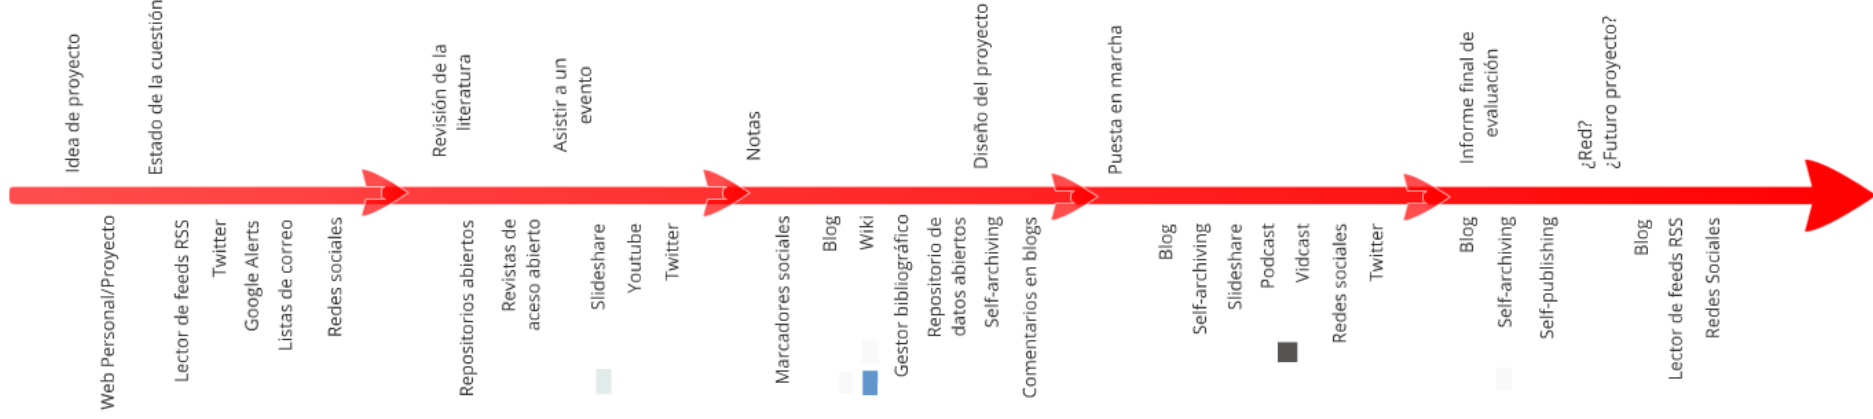 Idea de proyecto
Estado de la cuestión
Revisión de la
literatura
Asistir a un
evento
Notas
Diseño del proyecto
Puesta en marcha
Informe final de
evaluación
¿Red?
¿Futuro proyecto?
Web Personal/Proyecto
Lector de feeds RSS
Twitter
Google Alerts
Listas de correo
Redes sociales
Repositorios abiertos
Revistas de
aceso abierto
Slideshare
Youtube
Twitter
Marcadores sociales
Blog
Wiki
Gestor bibliográfico
Repositorio de
datos abiertos
Self-archiving
Comentarios en blogs
Blog
Self-archiving
Slideshare
Podcast
Vidcast
Redes sociales
Twitter
Blog
Self-archiving
Self-publishing
Blog
Lector de feeds RSS
Redes Sociales